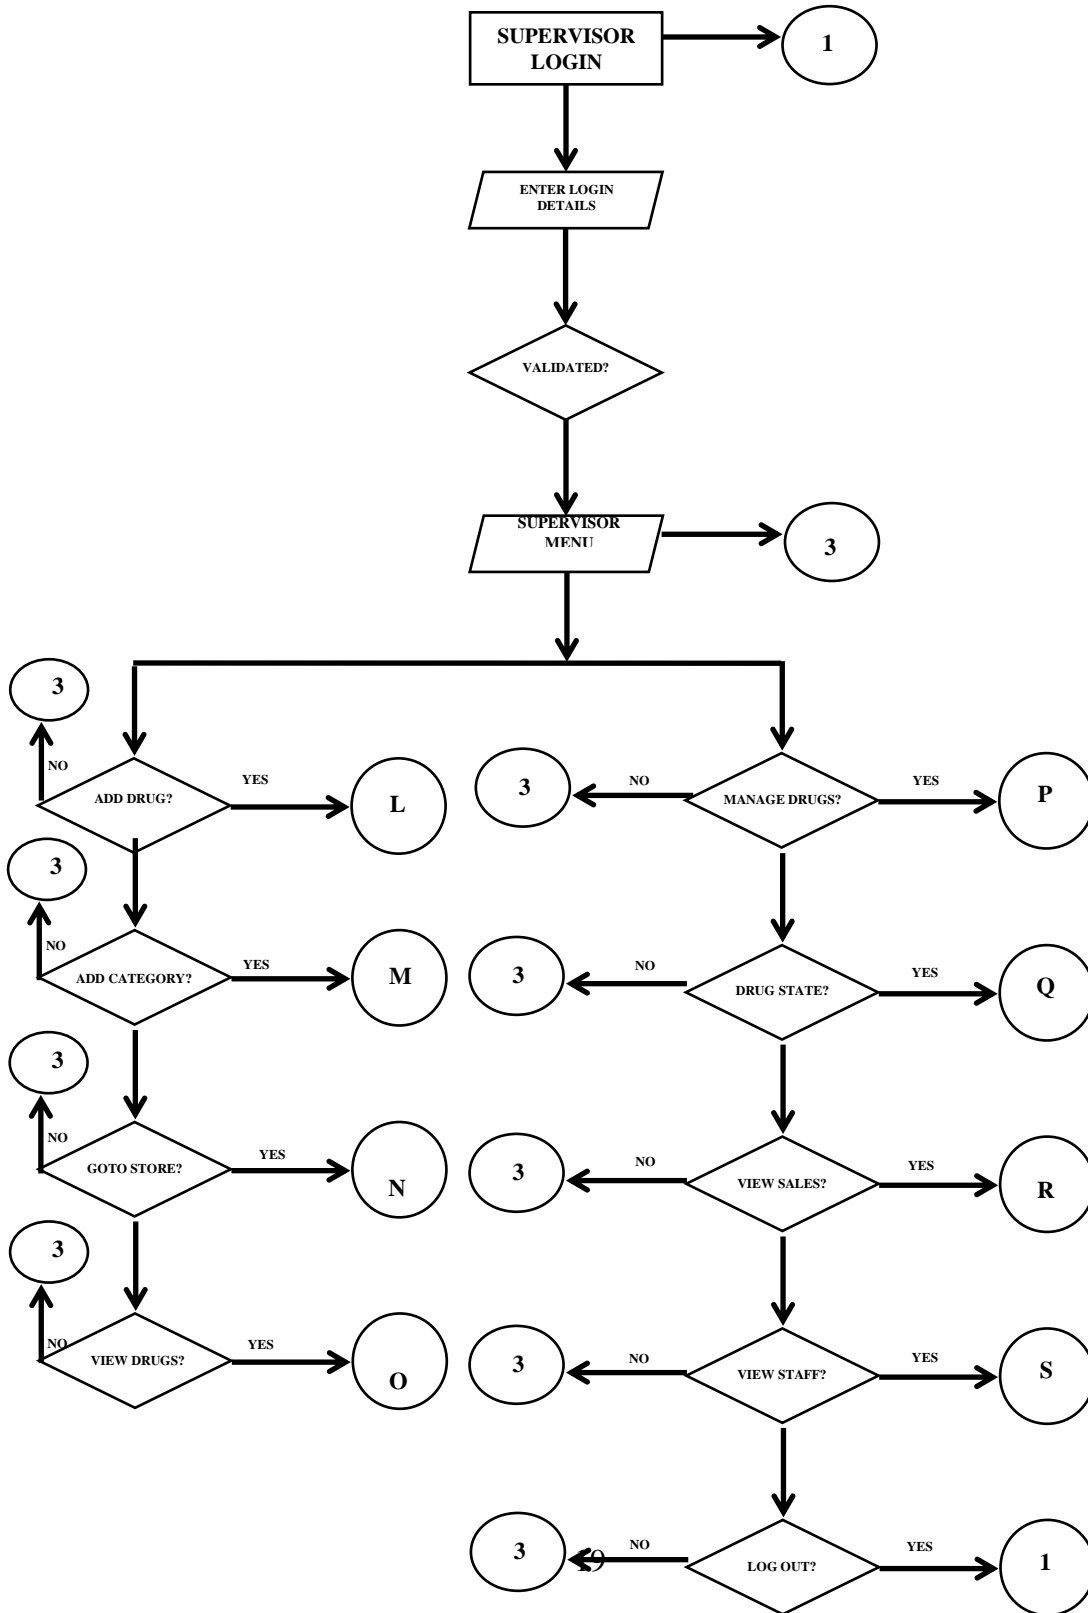 SUPERVISOR
LOGIN
1
ENTER LOGIN
DETAILS
VALIDATED?
SUPERVISOR
MENU
3
3
NO
ADD DRUG?
YES
L
3
NO
MANAGE DRUGS?
YES
P
3
NO
ADD CATEGORY?
YES
M
3
NO
DRUG STATE?
YES
Q
3
NO
GOTO STORE?
YES
N
3
NO
VIEW SALES?
YES
R
3
NO
VIEW DRUGS?
YES
O
3
NO
VIEW STAFF?
YES
S
3
NO
LOG OUT?
YES
1
19